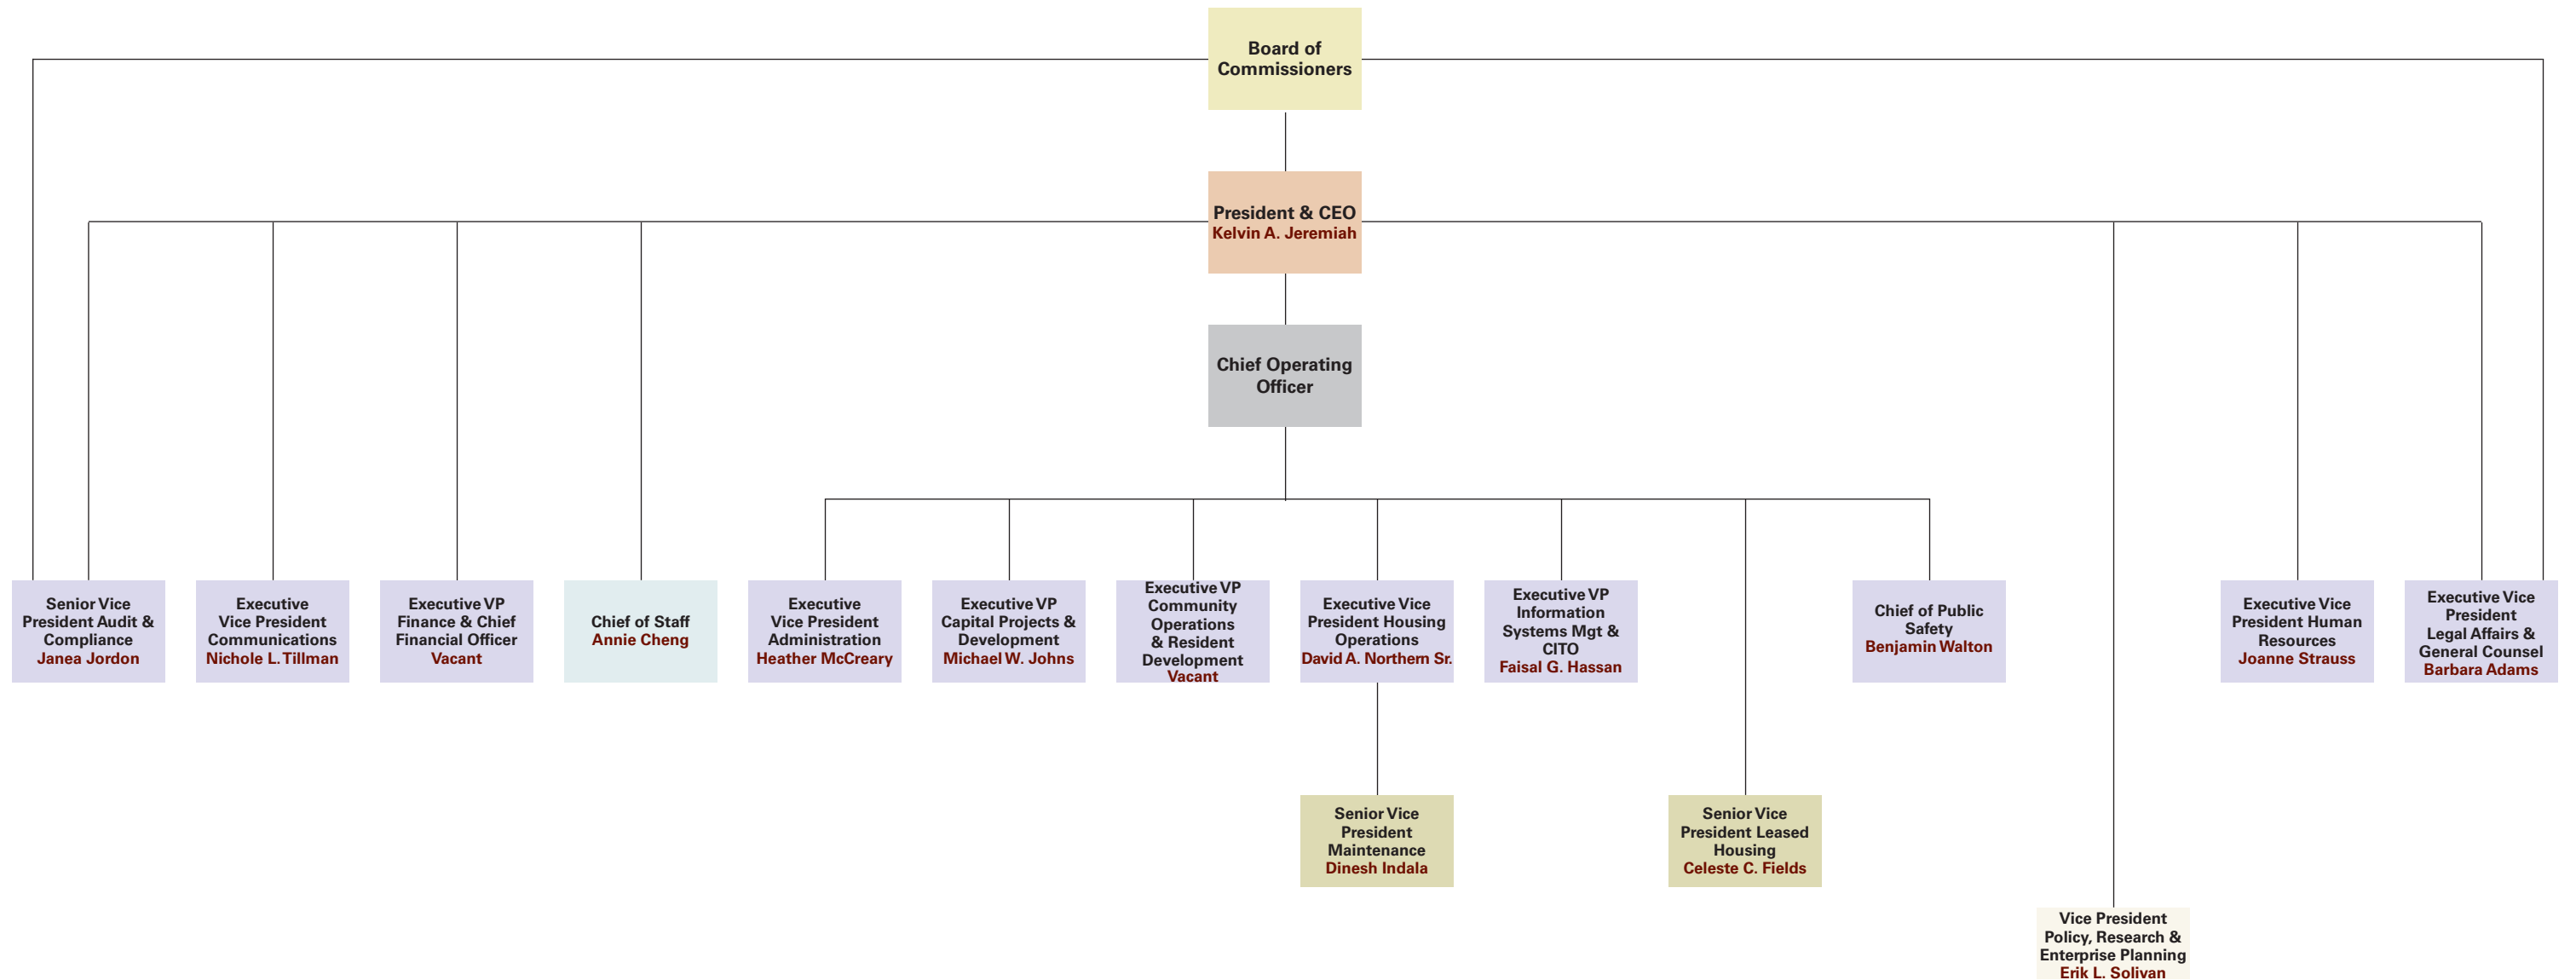 Board of
Commissioners
President & CEO
Kelvin A. Jeremiah
Chief Operating
Officer
Senior Vice
President Audit &
Compliance
Janea Jordon
Executive
Vice President
Communications
Nichole L. Tillman
Executive VP
Finance & Chief
Financial Officer
Vacant
Chief of Staff
Annie Cheng
Executive
Vice President
Administration
Heather McCreary
Executive VP
Capital Projects &
Development
Michael W. Johns
Executive VP
Community
Operations
& Resident
Development
Vacant
Executive Vice
President Housing
Operations
David A. Northern Sr.
Executive VP
Information
Systems Mgt &
CITO
Faisal G. Hassan
Chief of Public
Safety
Benjamin Walton
Executive Vice
President Human
Resources
Joanne Strauss
Executive Vice
President
Legal Affairs &
General Counsel
Barbara Adams
Senior Vice
President
Maintenance
Dinesh Indala
Senior Vice
President Leased
Housing
Celeste C. Fields
Vice President
Policy, Research &
Enterprise Planning
Erik L. Solivan